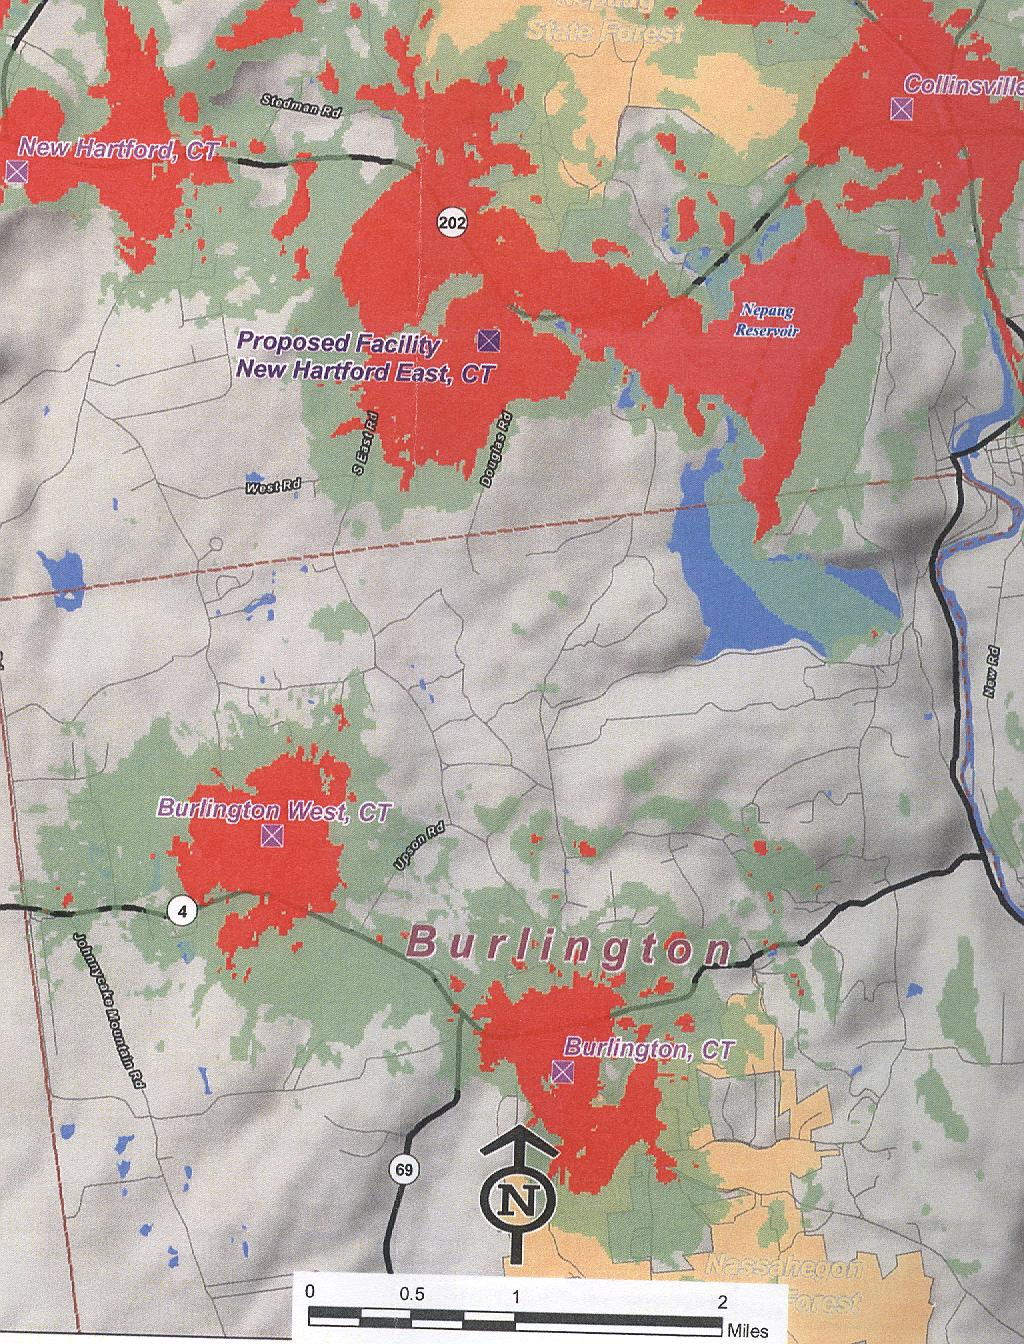 Nepaug
State Forest
Collinsville
Stedman Rd
New Hartford, CT
202
Nepaug
Reservoir
Proposed Facility
New Hartford East, CT
S East Rd
Douglas Rd
West Rd
New Rd
Burlington West, CT
Upson Rd
4
Burlington
Johnnycake Mountain Rd
Burlington, CT
69
N
Nassahegon
Forest
0 0.5 1 2
Miles